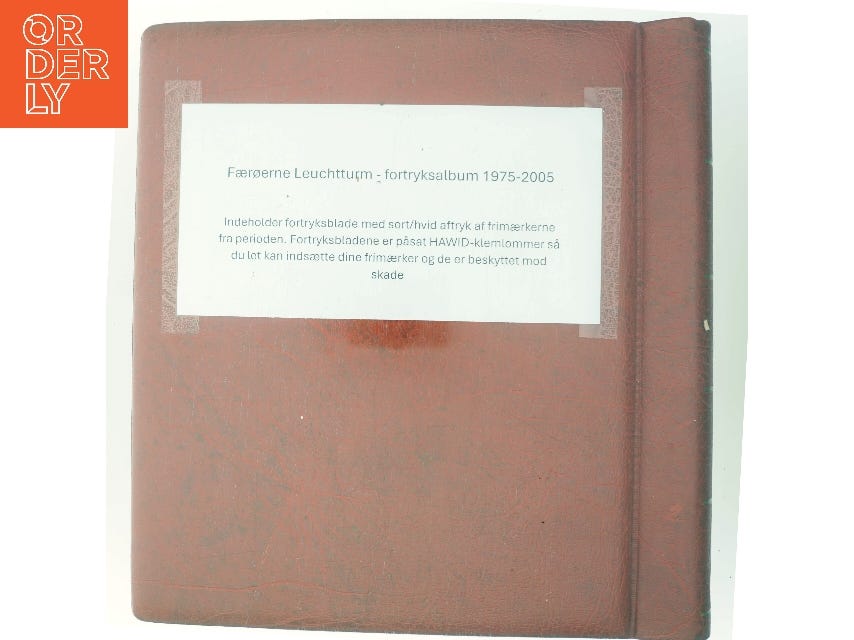 OR
DER
LY
Færøerne Leuchtturm - fortryksalbum 1975-2005
Indeholder fortryksblade med sort/hvid aftryk af frimærkerne
fra perioden. Fortryksbladene er påsat HAWID-klemlommer så
du let kan indsætte dine frimærker og de er beskyttet mod
skade